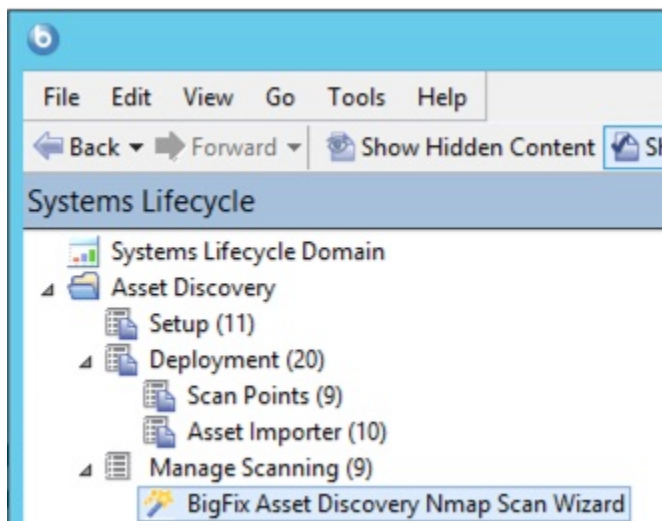 File Edit View Go Tools Help
Back Forward Show Hidden Content
Systems Lifecycle
Systems Lifecycle Domain
Asset Discovery
Setup (11)
Deployment (20)
Scan Points (9)
Asset Importer (10)
Manage Scanning (9)
BigFix Asset Discovery Nmap Scan Wizard